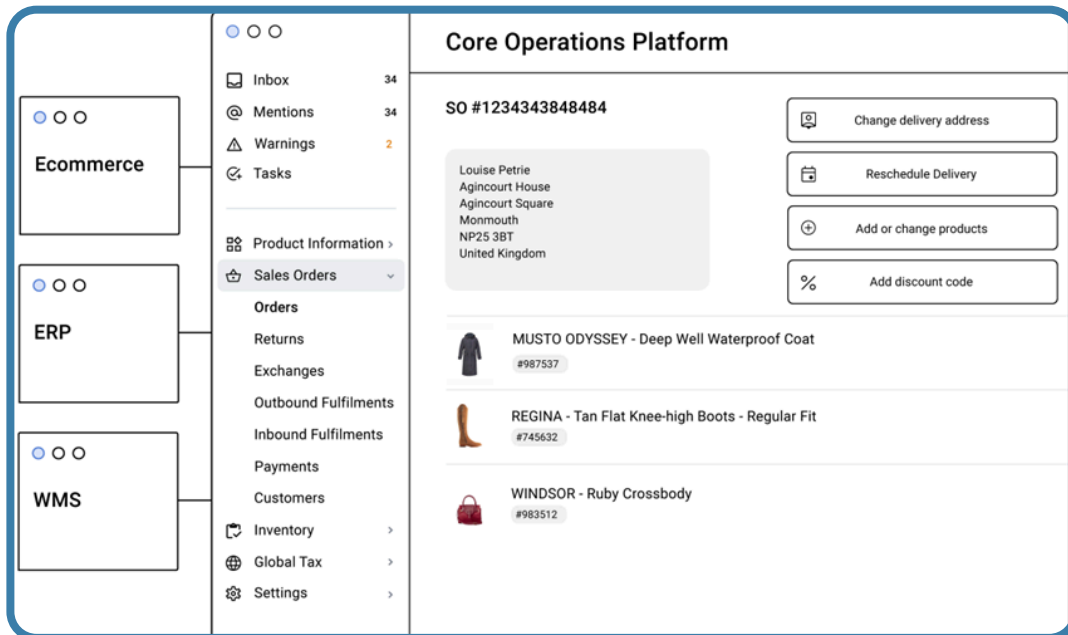 Ecommerce
ERP
WMS
Inbox 34
Mentions 34
Warnings 2
Tasks
Product Information
Sales Orders
Orders
Returns
Exchanges
Outbound Fulfilments
Inbound Fulfilments
Payments
Customers
Inventory
Global Tax
Settings
Core Operations Platform
SO #1234343848484
Louise Petrie
Agincourt House
Agincourt Square
Monmouth
NP25 3BT
United Kingdom
Change delivery address
Reschedule Delivery
Add or change products
Add discount code
MUSTO ODYSSEY - Deep Well Waterproof Coat
#987537
REGINA - Tan Flat Knee-high Boots - Regular Fit
#745632
WINDSOR - Ruby Crossbody
#983512